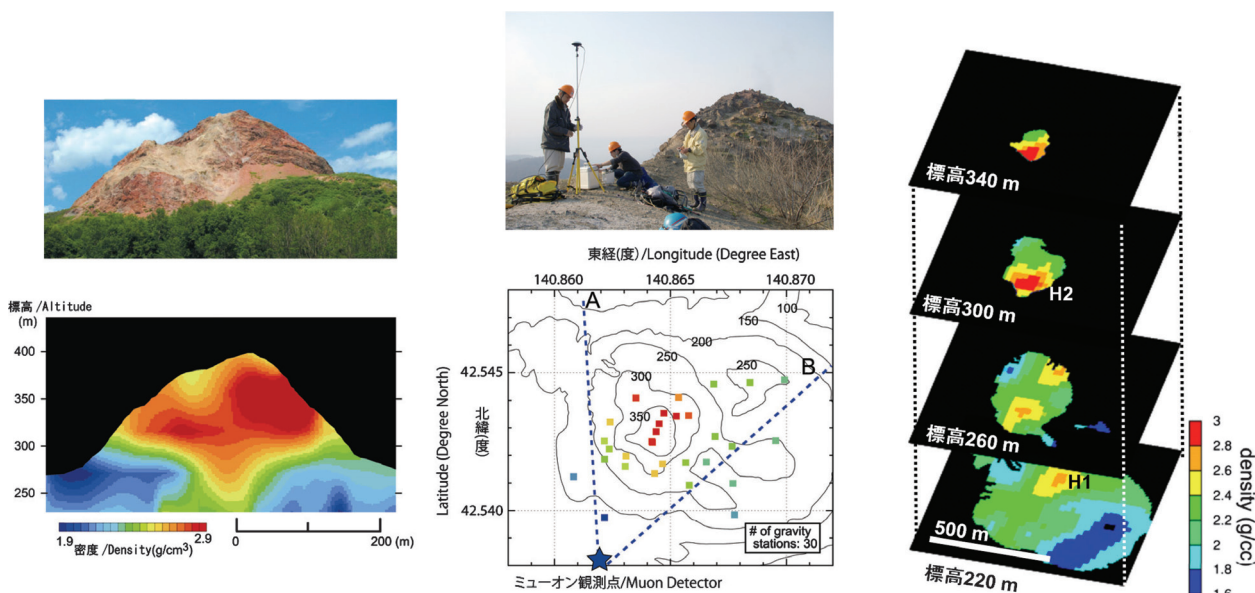 標高/Altitude
(m)
400
350
300
250
1.9
2.9
密度/Density(g/cm³)
0
200 (m)
東経(度)/Longitude (Degree East)
140.860
140.865
140.870
A
100
150
200
250
250
B
300
350
42.545
42.540
北緯(度)
Latitude (Degree North)
# of gravity
stations: 30
ミューオン観測点/Muon Detector
標高340 m
H2
標高300 m
標高260 m
H1
500 m
標高220 m
3
2.8
2.6
2.4
2.2
2
1.8
1.6
density (g/cc)